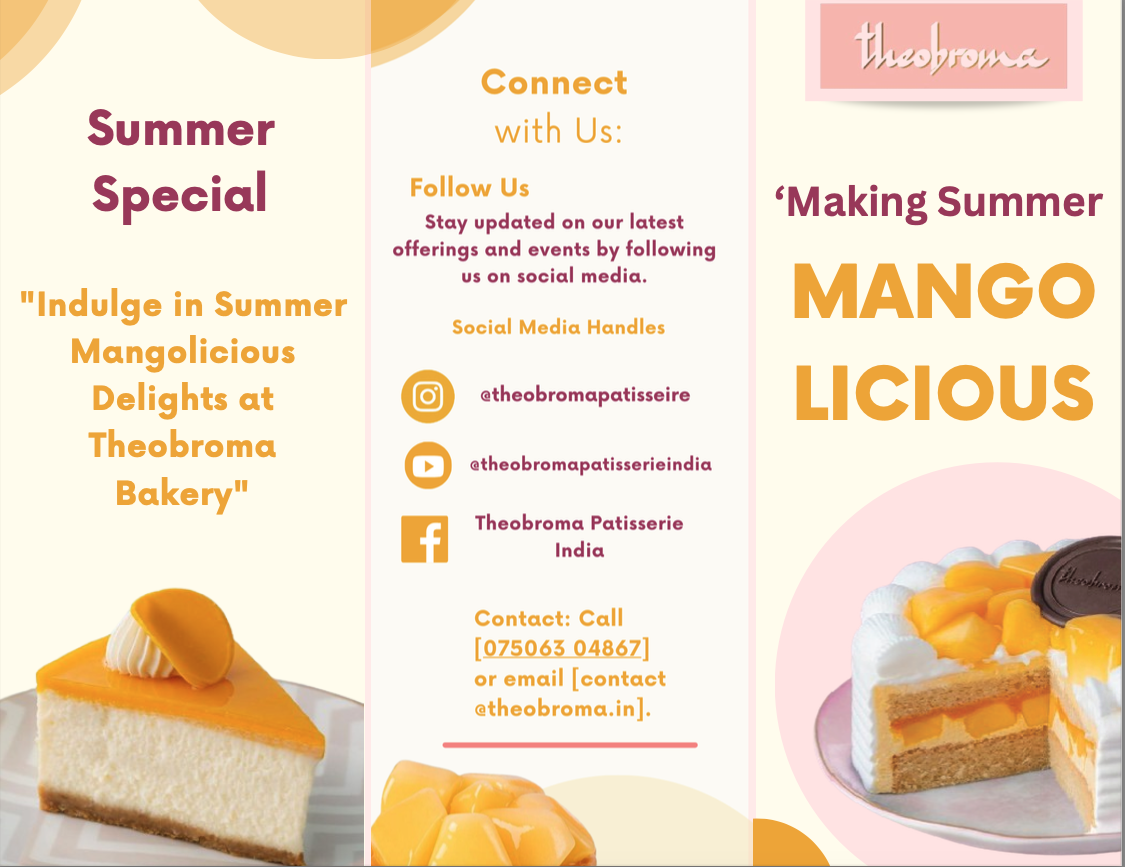 Summer
Special
"Indulge in Summer
Mangolicious
Delights at
Theobroma
Bakery"
Connect
with Us:
Follow Us
Stay updated on our latest
offerings and events by following
us on social media.
Social Media Handles
@theobromapatisseire
@theobromapatisserieindia
Theobroma Patisserie
India
Contact: Call
[075063 04867]
or email [contact
@theobroma.in].
theobroma
‘Making Summer
MANGO
LICIOUS
theobrom